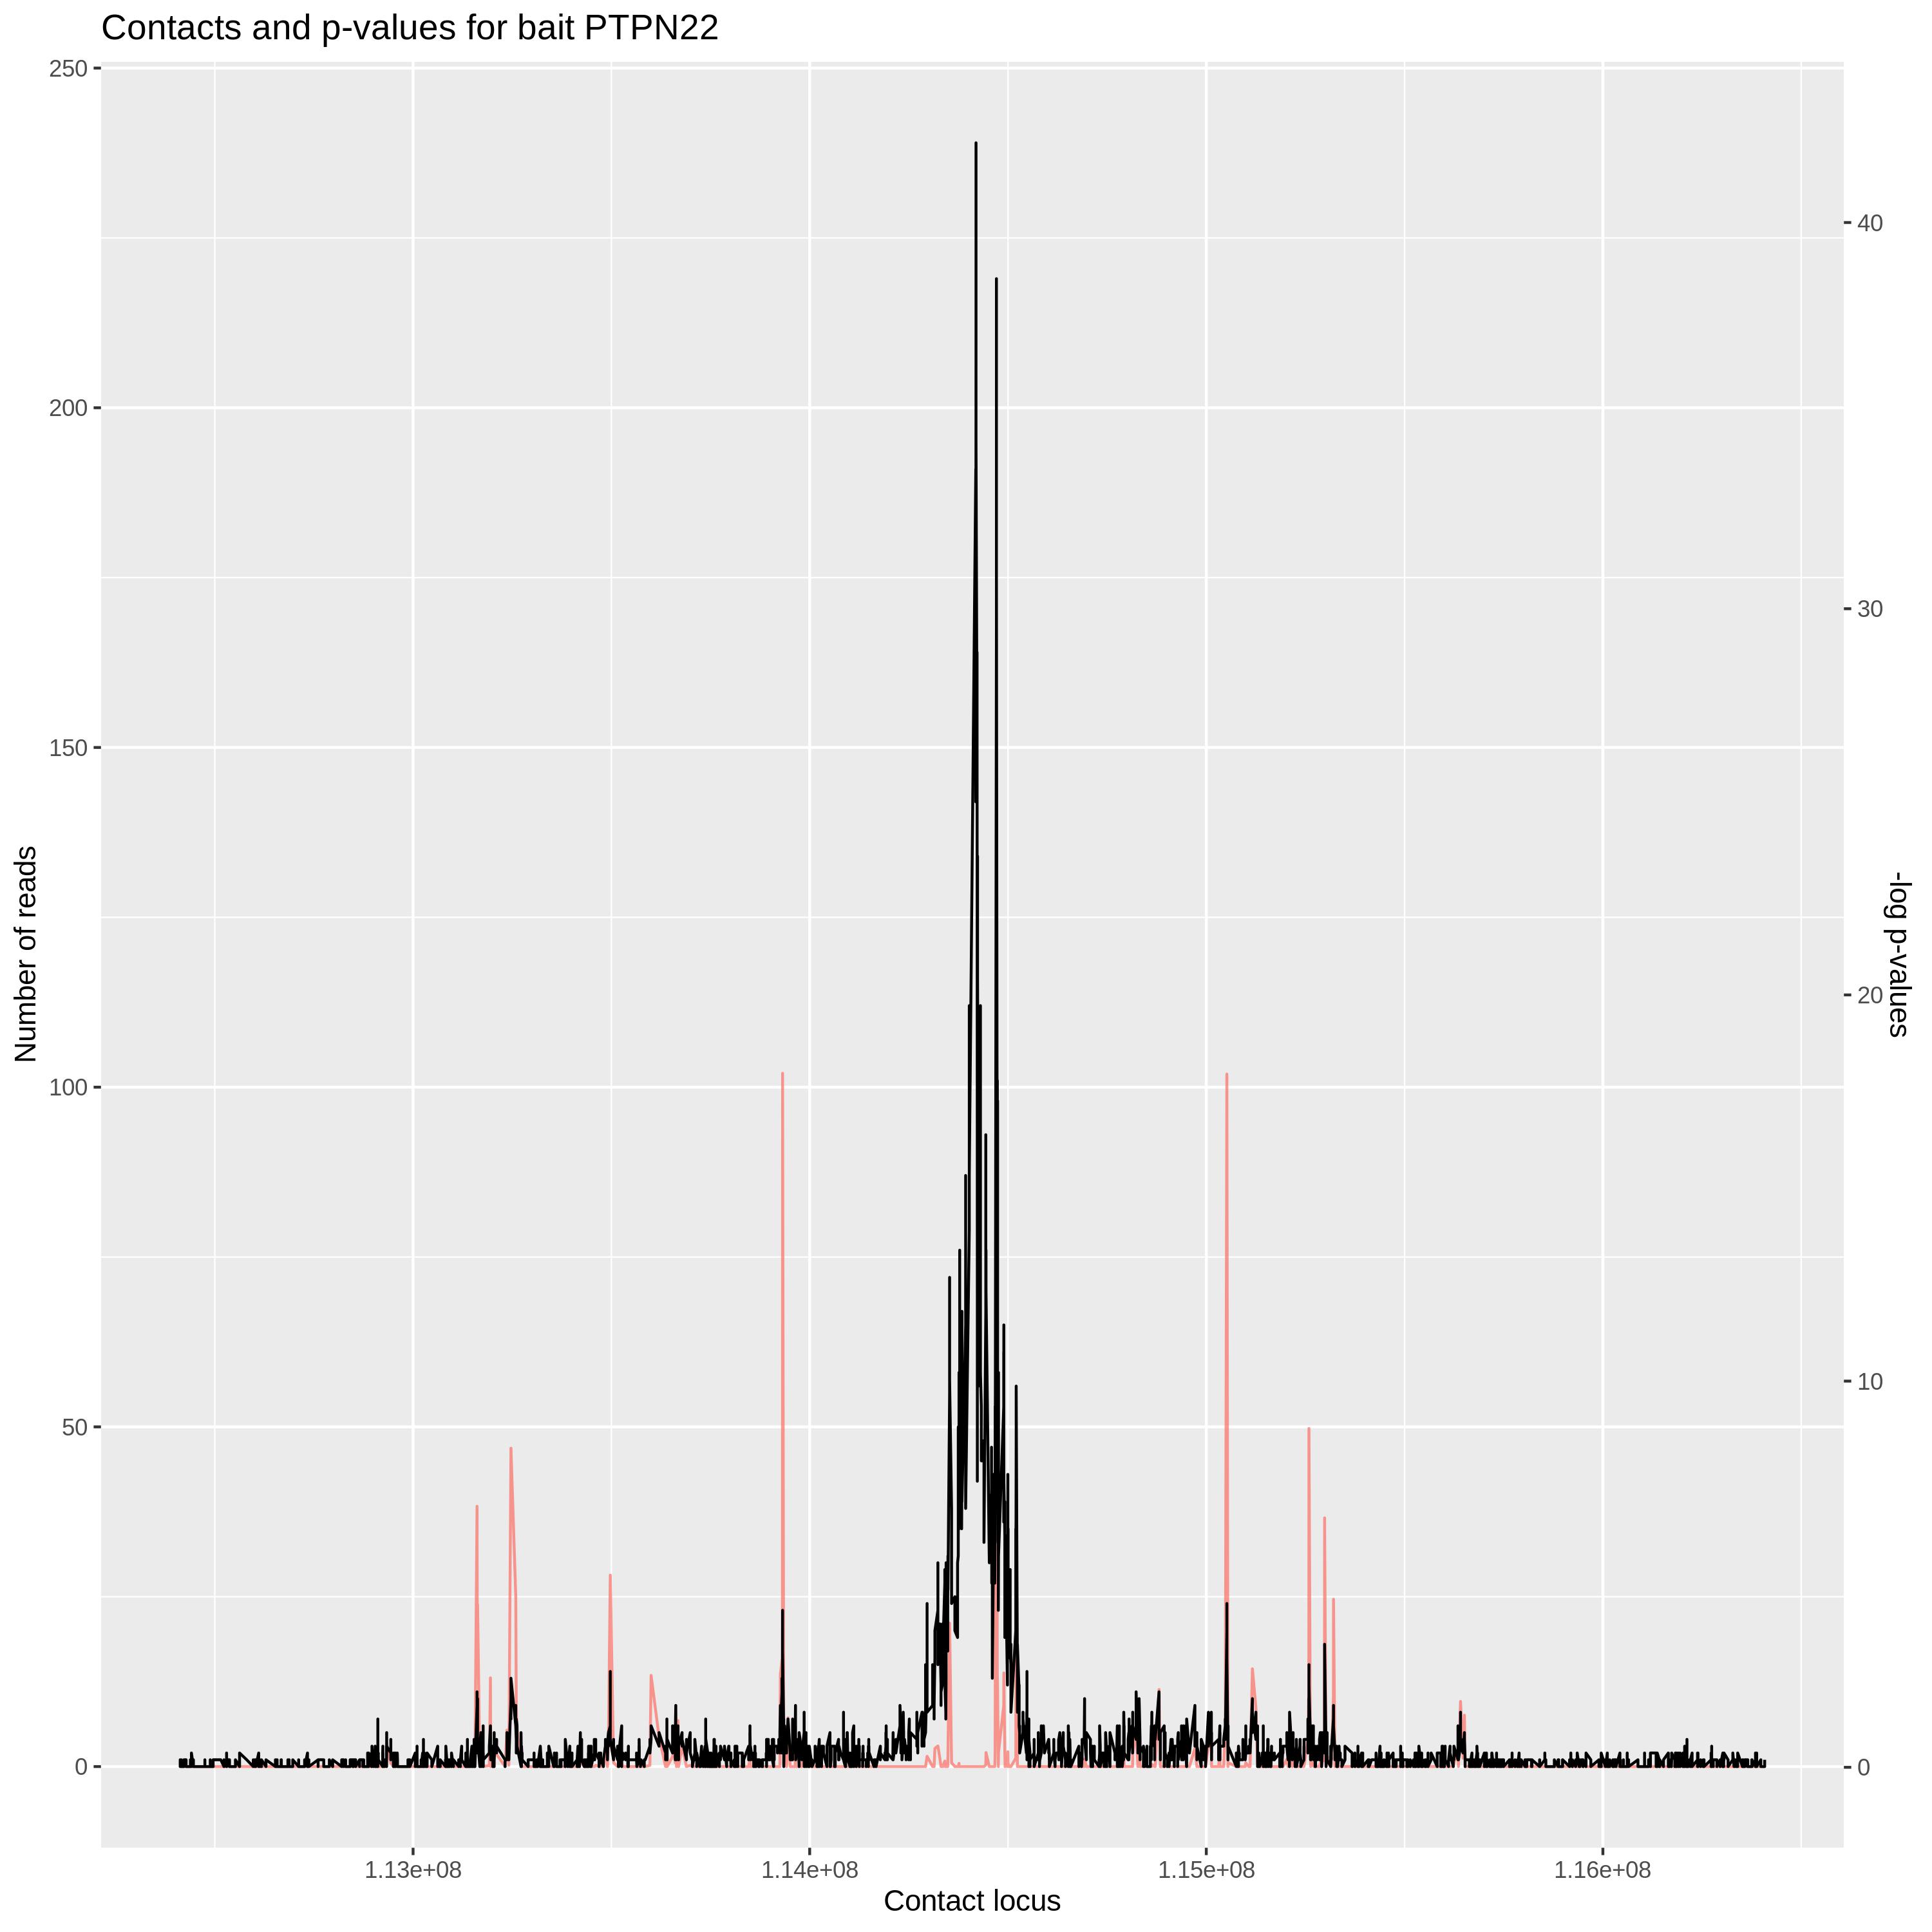 Contacts and p-values for bait PTPN22
250
200
150
100
50
0
Number of reads
40
30
20
10
0
-log p-values
1.13e+08
1.14e+08
1.15e+08
1.16e+08
Contact locus